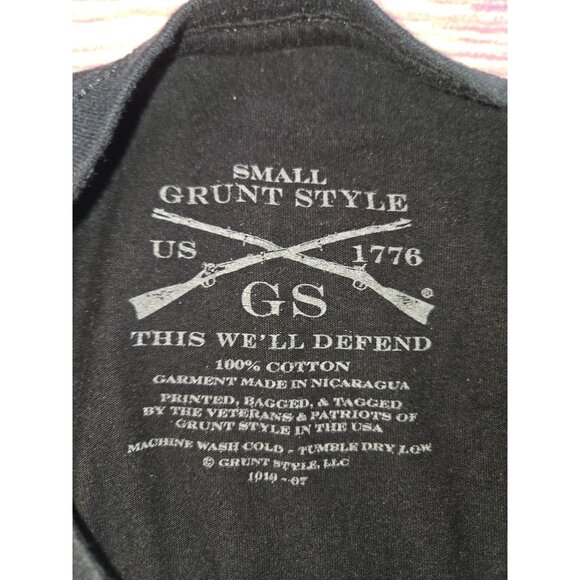 SMALL
GRUNT STYLE
US 1776
GS ®
THIS WE'LL DEFEND
100% COTTON
GARMENT MADE IN NICARAGUA
PRINTED, BAGGED, & TAGGED
BY THE VETERANS & PATRIOTS OF
GRUNT STYLE IN THE USA
MACHINE WASH COLD - TUMBLE DRY LOW
© GRUNT STYLE, LLC
1019 - 07